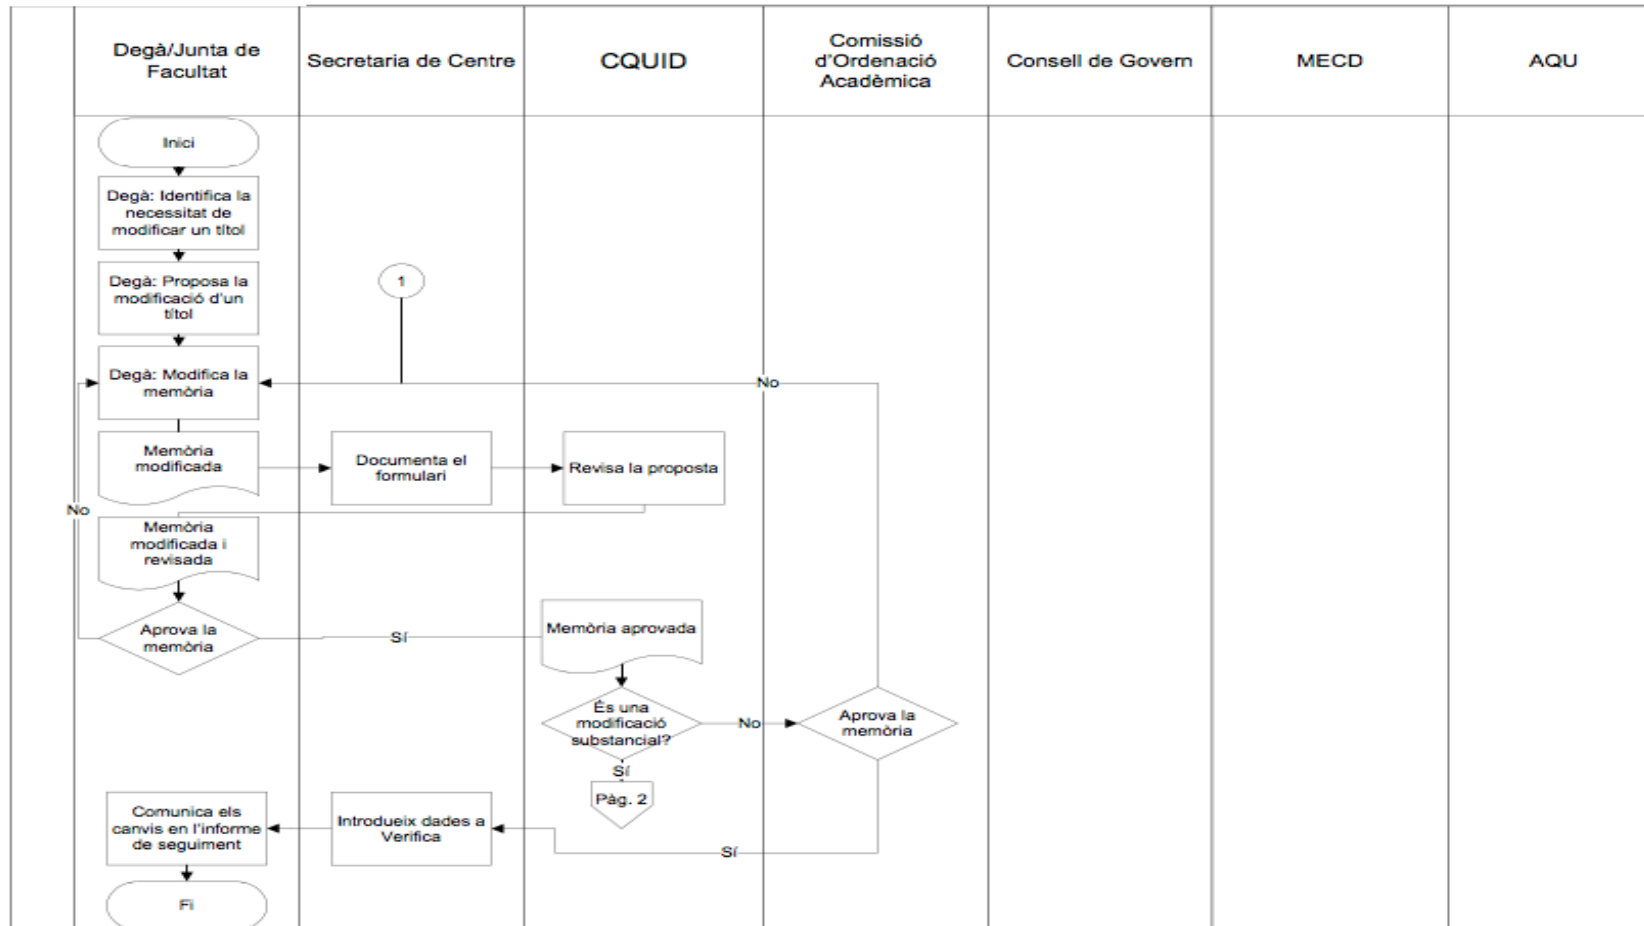 Degà/Junta de
Facultat
Secretaria de Centre
CQUID
Comissió
d'Ordenació
Acadèmica
Consell de Govern
MECD
AQU
Inici
Degà: Identifica la
necessitat de
modificar un títol
Degà: Proposa la
modificació d'un
títol
1
Degà: Modifica la
memòria
No
Memòria
modificada
Documenta el
formulari
Revisa la proposta
No
Memòria
modificada i
revisada
Aprova la
memòria
Sí
Memòria aprovada
És una
modificació
substancial?
No
Aprova la
memòria
Sí
Pàg. 2
Comunica els
canvis en l'informe
de seguiment
Introdueix dades a
Verifica
Sí
Fi